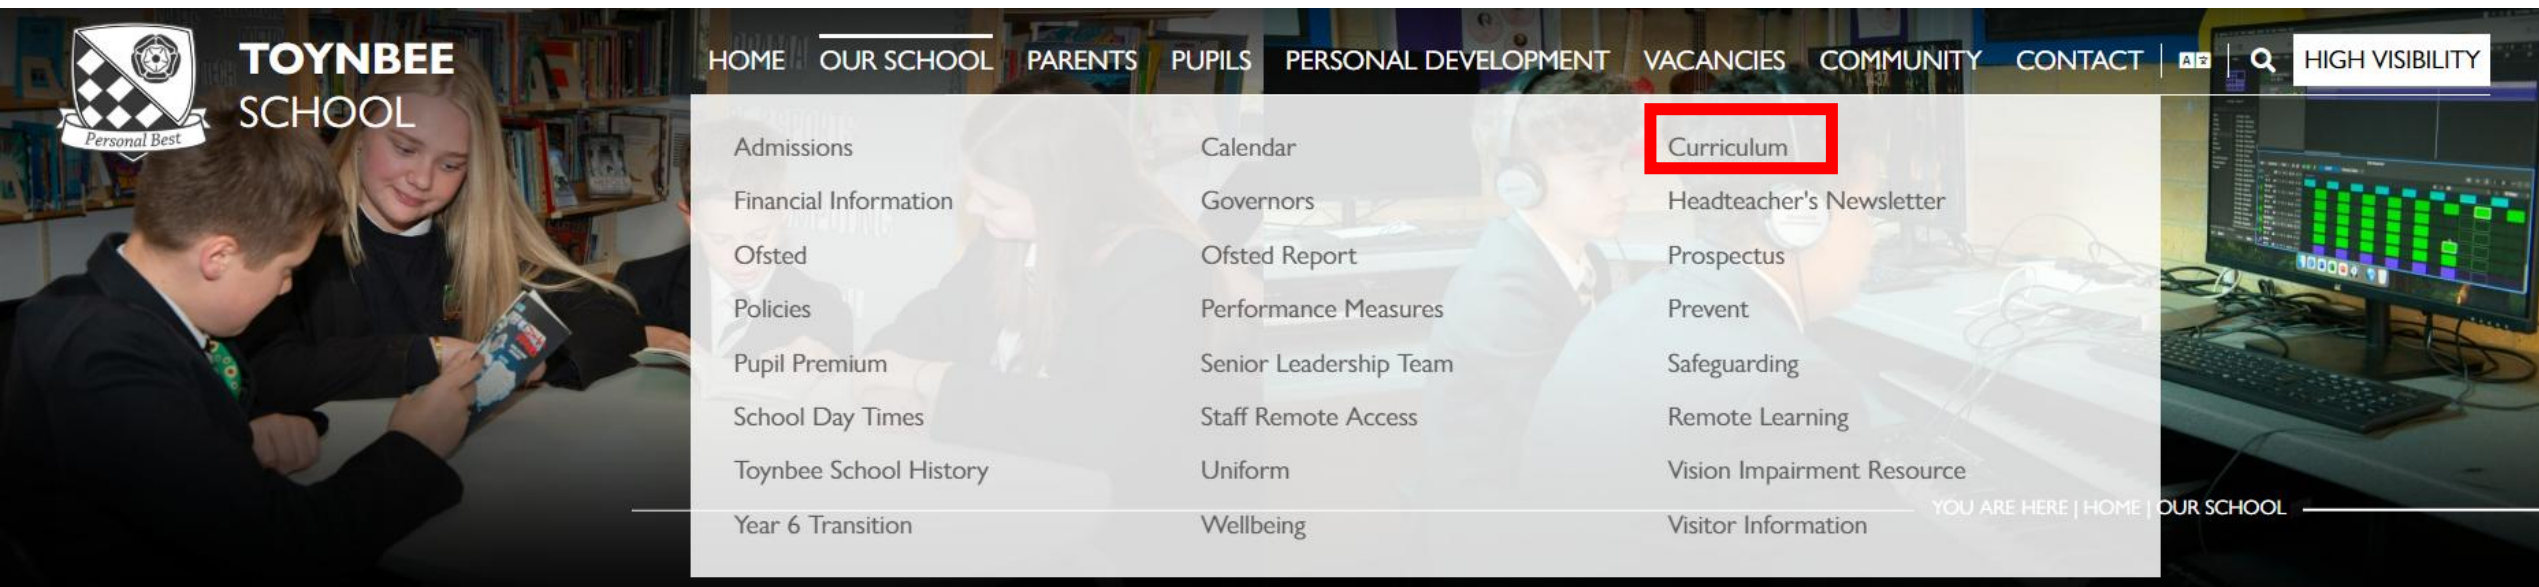 TOYNBEE
SCHOOL
Personal Best
HOME OUR SCHOOL PARENTS PUPILS PERSONAL DEVELOPMENT VACANCIES COMMUNITY CONTACT HIGH VISIBILITY
Admissions Calendar Curriculum
Financial Information Governors Headteacher's Newsletter
Ofsted Ofsted Report Prospectus
Policies Performance Measures Prevent
Pupil Premium Senior Leadership Team Safeguarding
School Day Times Staff Remote Access Remote Learning
Toynbee School History Uniform Vision Impairment Resource
YOU ARE HERE | HOME | OUR SCHOOL
Year 6 Transition Wellbeing Visitor Information